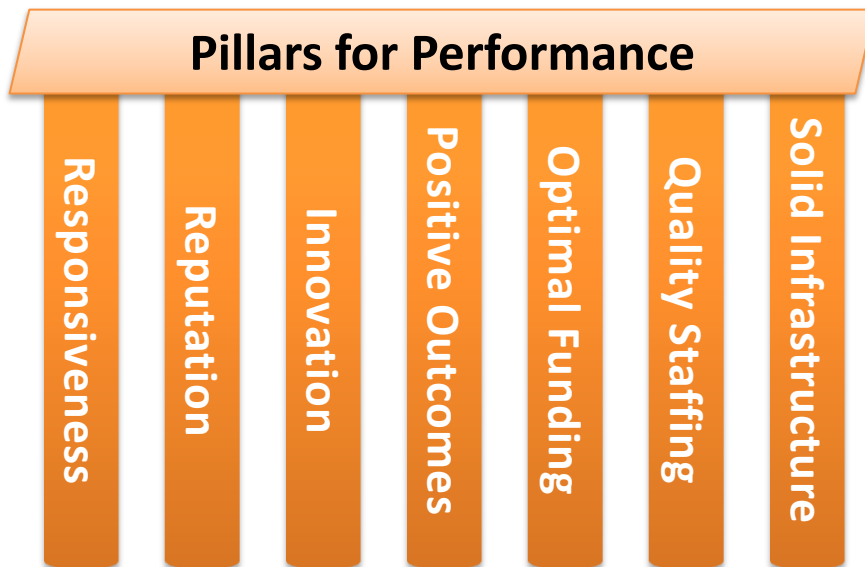 Pillars for Performance
Responsiveness
Reputation
Innovation
Positive Outcomes
Optimal Funding
Quality Staffing
Solid Infrastructure